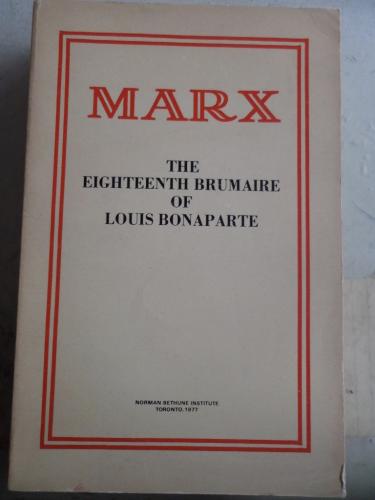 MARX
THE
EIGHTEENTH BRUMAIRE
OF
LOUIS BONAPARTE
NORMAN BETHUNE INSTITUTE
TORONTO, 1977